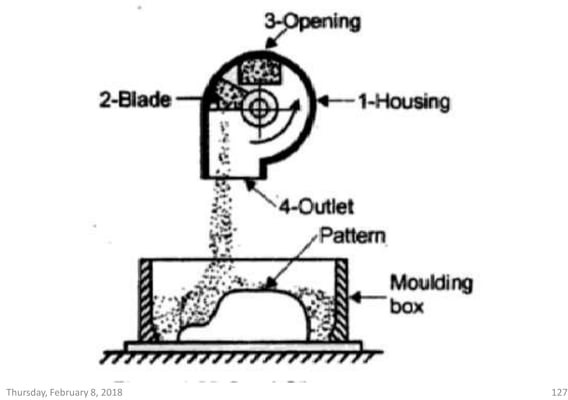 3-Opening
2-Blade
1-Housing
4-Outlet
Pattern
Moulding
box
Thursday, February 8, 2018
127